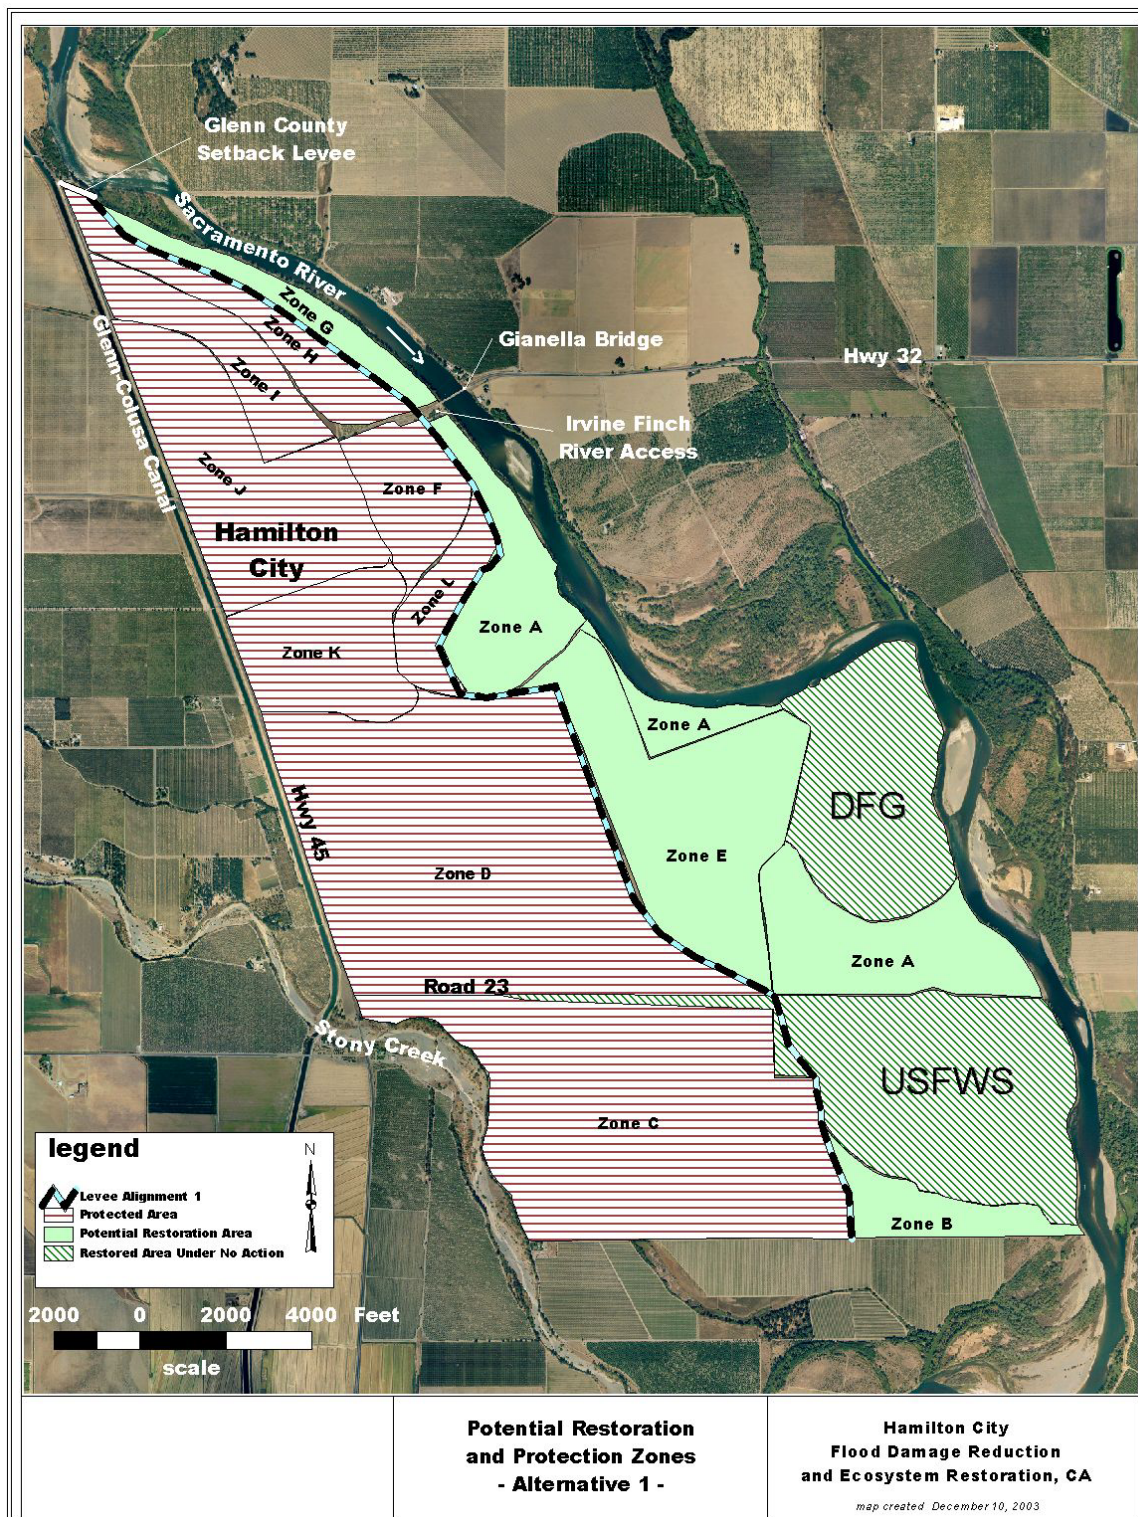 Glenn County
Setback Levee
Sacramento River
Zone G
Zone H
Gianella Bridge
Hwy 32
Zone I
Irvine Finch
River Access
Glenn-Colusa Canal
Zone J
Zone F
Hamilton
City
Zone L
Zone A
Zone K
Zone A
Hwy 45
DFG
Zone E
Zone D
Zone A
Road 23
Stony Creek
USFWS
Zone C
Zone B
legend
N
Levee Alignment 1
Protected Area
Potential Restoration Area
Restored Area Under No Action
2000 0 2000 4000 Feet
scale
Potential Restoration
and Protection Zones
- Alternative 1 -
Hamilton City
Flood Damage Reduction
and Ecosystem Restoration, CA
map created December 10, 2003